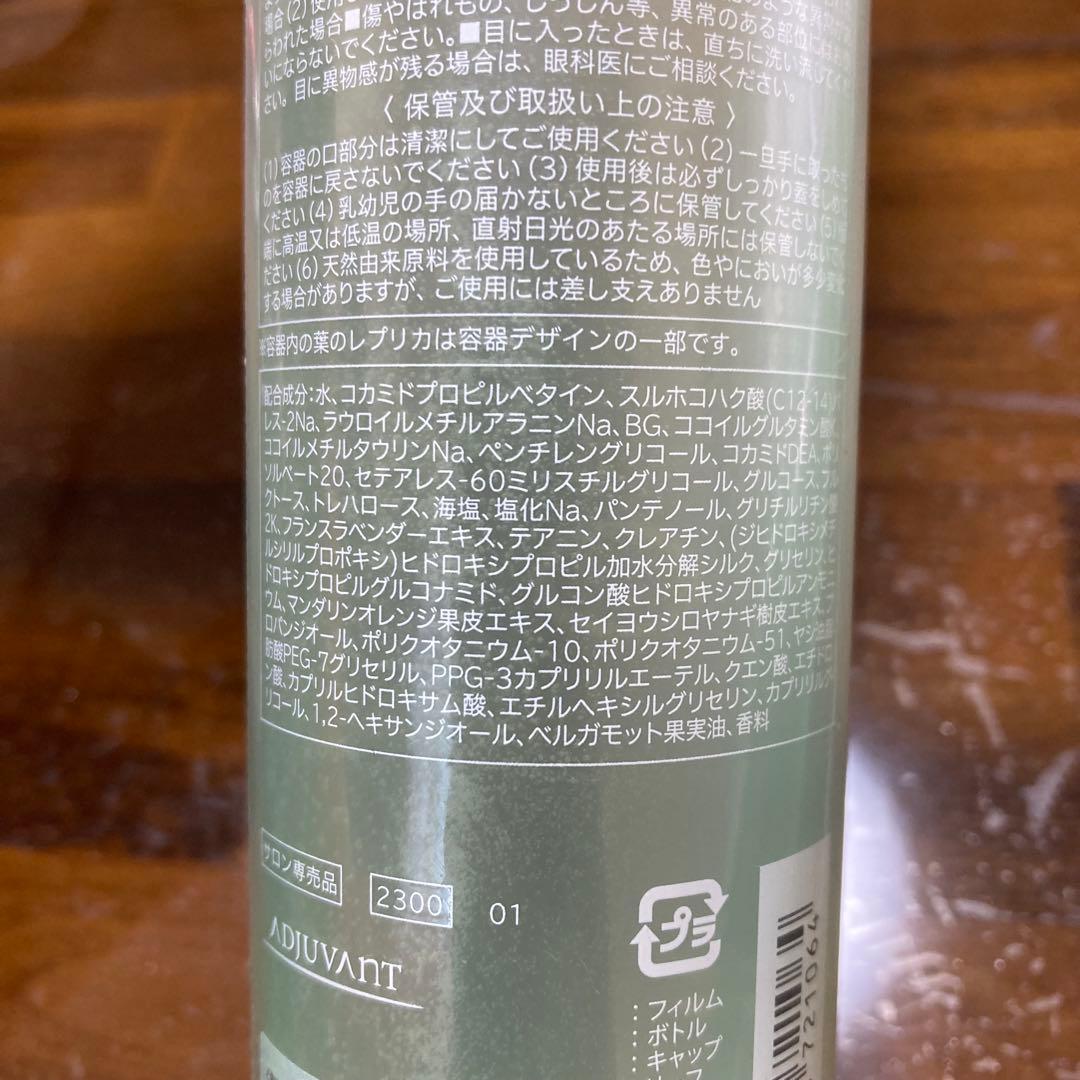 場合(2)使用
らわれた場合■傷やはれもの、しっしん等、異常のある部位には
いにならないでください。■目に入ったときは、直ちに洗い流してく
さい。目に異物感が残る場合は、眼科医にご相談ください。
〈 保管及び取扱い上の注意 〉
(1)容器の口部分は清潔にしてご使用ください(2)一旦手に取ったも
のを容器に戻さないでください(3)使用後は必ずしっかり蓋をしめ
ください(4)乳幼児の手の届かないところに保管してください(5)
端に高温又は低温の場所、直射日光のあたる場所には保管しないで
ださい(6)天然由来原料を使用しているため、色やにおいが多少変
する場合がありますが、ご使用には差し支えありません
容器内の葉のレプリカは容器デザインの一部です。
配合成分:水、コカミドプロピルベタイン、スルホコハク酸(C12-14)
レス-2Na、ラウロイルメチルアラニンNa、BG、ココイルグルタミン酸
ココイルメチルタウリンNa、ペンチレングリコール、コカミドDEA、ポリ
ソルベート20、セテアレス-60ミリスチルグリコール、グルコース、フル
クトース、トレハロース、海塩、塩化Na、パンテノール、グリチルリチン酸
2K、フランスラベンダーエキス、テアニン、クレアチン、(ジヒドロキシメチ
ルシリルプロポキシ)ヒドロキシプロピル加水分解シルク、グリセリン、ヒ
ドロキシプロピルグルコナミド、グルコン酸ヒドロキシプロピルアンモニ
ウム、マンダリンオレンジ果皮エキス、セイヨウシロヤナギ樹皮エキス、プ
ロパンジオール、ポリクオタニウム-10、ポリクオタニウム-51、ヤシ油
肪酸PEG-7グリセリル、PPG-3カプリリルエーテル、クエン酸、エチドロ
ン酸、カプリルヒドロキサム酸、エチルヘキシルグリセリン、カプリリルグ
リコール、1,2-ヘキサンジオール、ベルガモット果実油、香料
サロン専売品 2300 01
プラ
ADJUVANT
:フィルム
:ボトル
:キャップ
721064